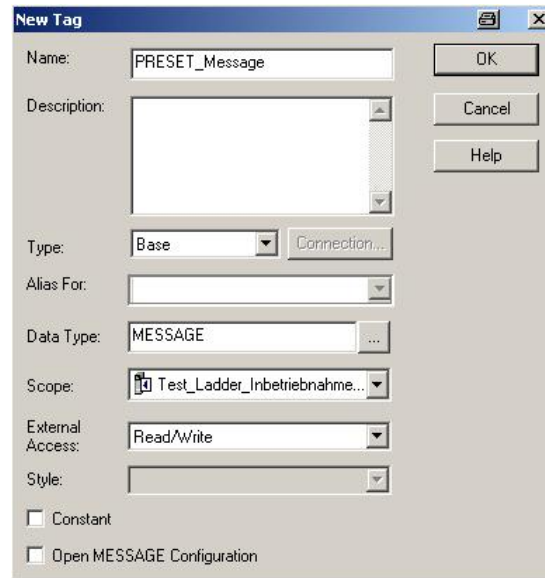 New Tag
Name: PRESET_Message OK
Description: Cancel
Help
Type: Base Connection...
Alias For:
Data Type: MESSAGE ...
Scope: Test_Ladder_Inbetriebnahme...
External
Access: Read/Write
Style:
Constant
Open MESSAGE Configuration